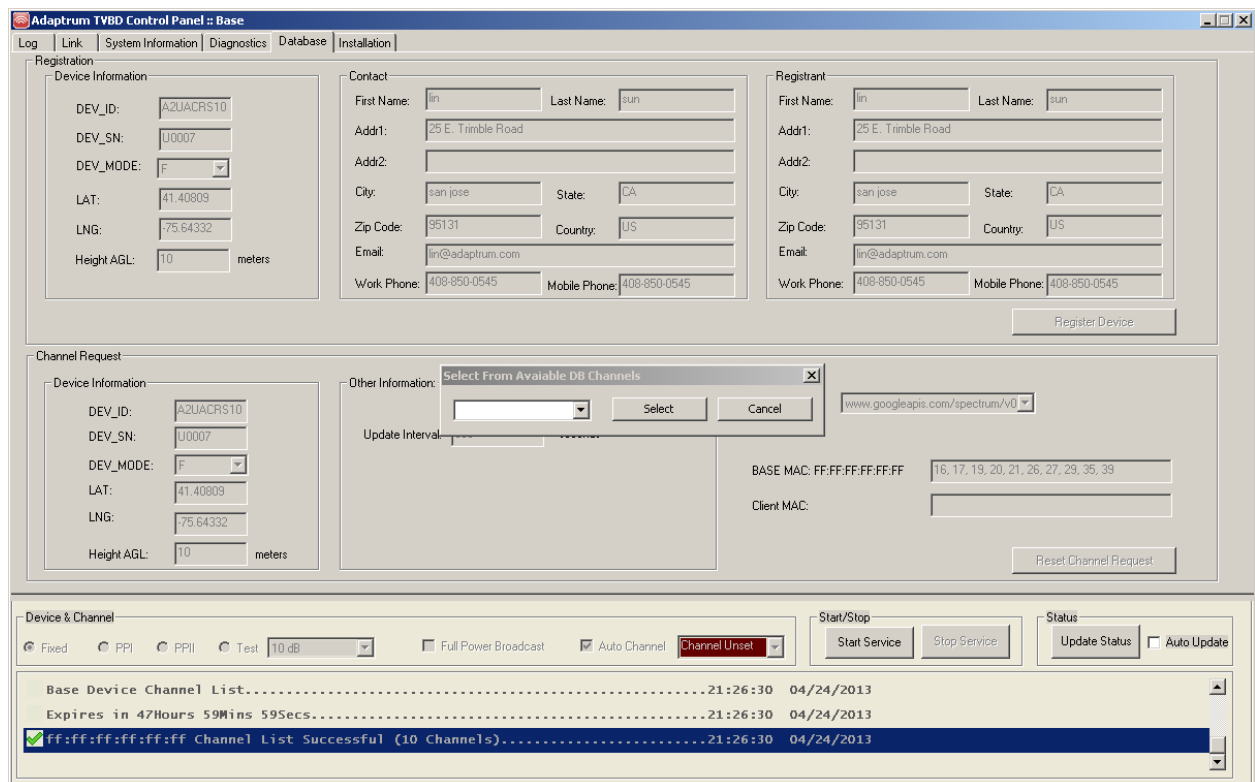 Adaptrum TVBD Control Panel :: Base
Log Link System Information Diagnostics Database Installation
Registration
Device Information
DEV_ID: A2UACRS10
DEV_SN: U0007
DEV_MODE: F
LAT: 41.40809
LNG: -75.64332
Height AGL: 10 meters
Contact
First Name: lin Last Name: sun
Addr1: 25 E. Trimble Road
Addr2:
City: san jose State: CA
Zip Code: 95131 Country: US
Email: lin@adaptrum.com
Work Phone: 408-850-0545 Mobile Phone: 408-850-0545
Registrant
First Name: lin Last Name: sun
Addr1: 25 E. Trimble Road
Addr2:
City: san jose State: CA
Zip Code: 95131 Country: US
Email: lin@adaptrum.com
Work Phone: 408-850-0545 Mobile Phone: 408-850-0545
Register Device
Channel Request
Device Information
DEV_ID: A2UACRS10
DEV_SN: U0007
DEV_MODE: F
LAT: 41.40809
LNG: -75.64332
Height AGL: 10 meters
Other Information:
Update Interval:
Select From Avaiable DB Channels
Select Cancel
www.googleapis.com/spectrum/v0
BASE MAC: FF:FF:FF:FF:FF:FF 16, 17, 19, 20, 21, 26, 27, 29, 35, 39
Client MAC:
Reset Channel Request
Device & Channel
Fixed PPI PPII Test 10 dB Full Power Broadcast Auto Channel Channel Unset
Start/Stop
Start Service Stop Service
Status
Update Status Auto Update
Base Device Channel List........................................................21:26:30 04/24/2013
Expires in 47Hours 59Mins 59Secs................................................21:26:30 04/24/2013
ff:ff:ff:ff:ff:ff Channel List Successful (10 Channels).........................21:26:30 04/24/2013